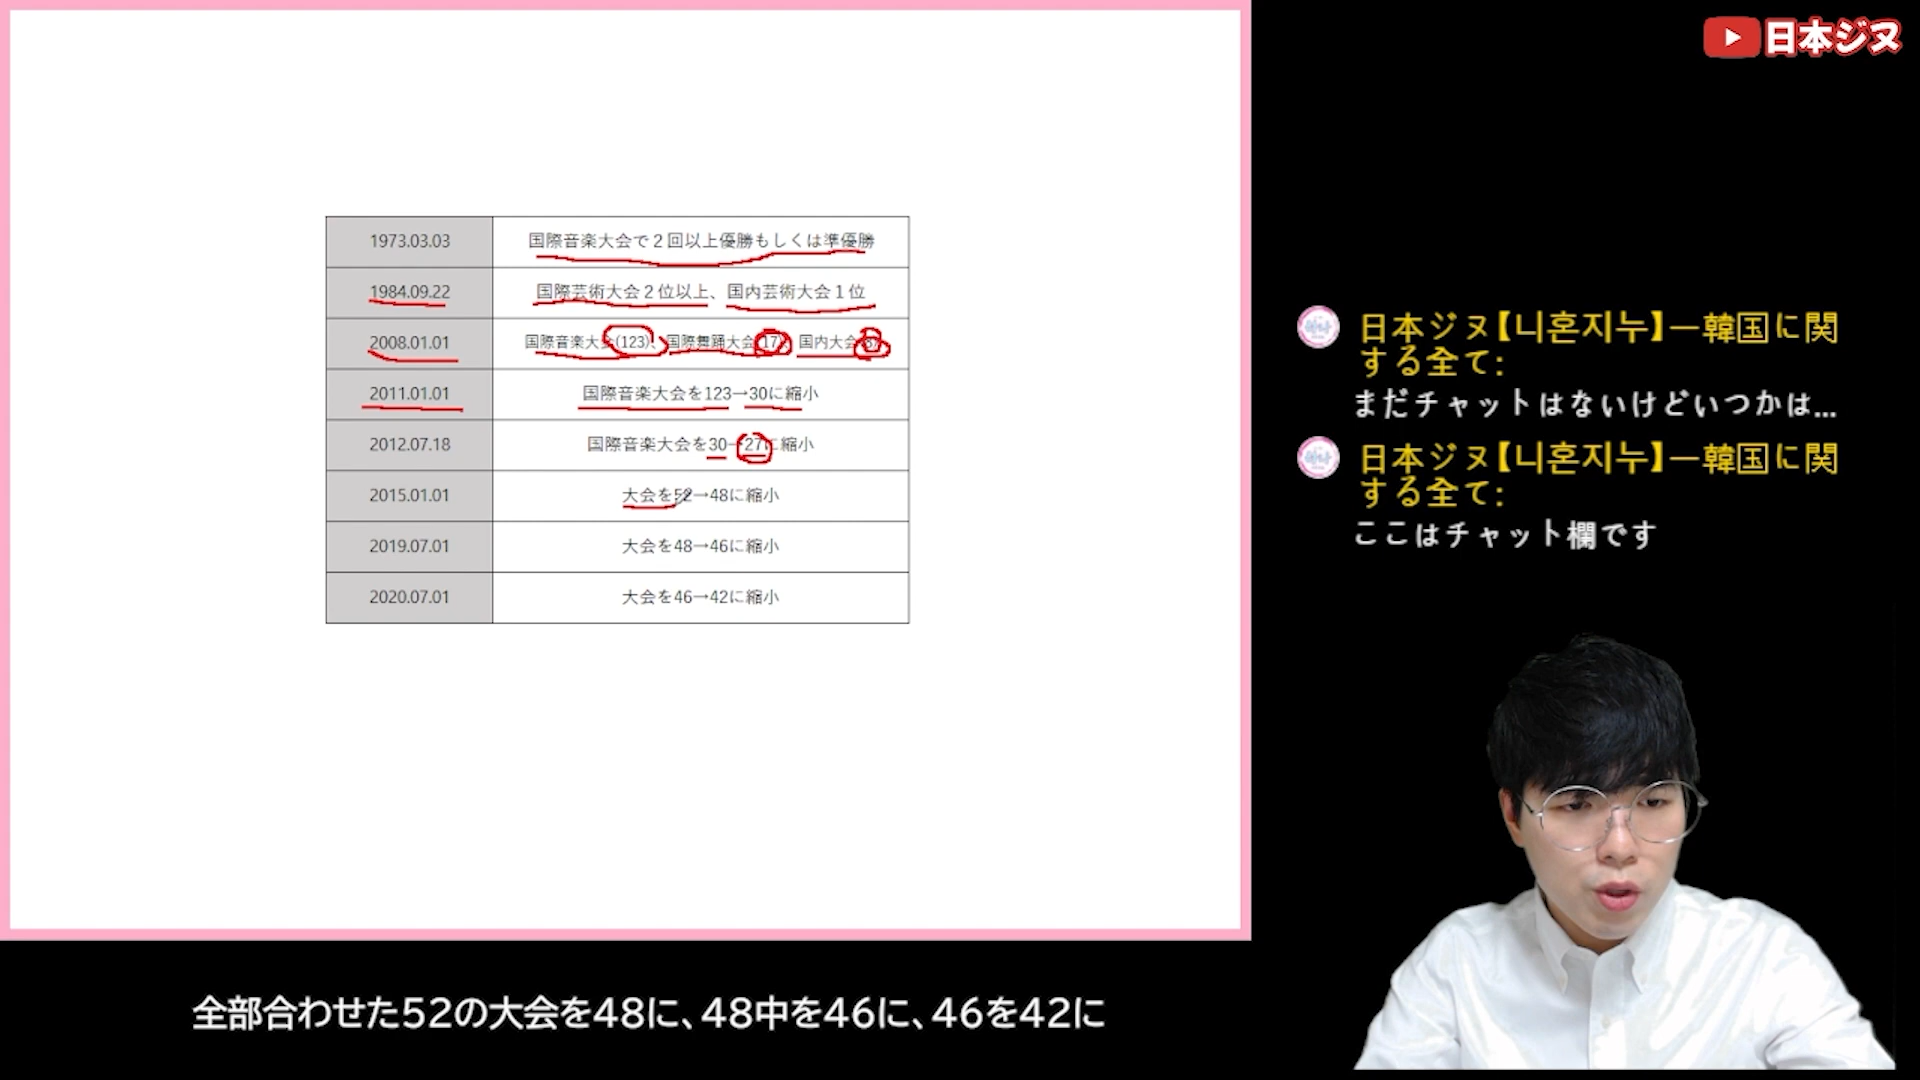 日本ジヌ
1973.03.03 国際音楽大会で2回以上優勝もしくは準優勝
1984.09.22 国際芸術大会2位以上、国内芸術大会1位
2008.01.01 国際音楽大会(123)、国際舞踊大会(17)、国内大会
2011.01.01 国際音楽大会を123→30に縮小
2012.07.18 国際音楽大会を30→27に縮小
2015.01.01 大会を52→48に縮小
2019.07.01 大会を48→46に縮小
2020.07.01 大会を46→42に縮小
日本ジヌ【니혼지누】ー韓国に関
する全て:
まだチャットはないけどいつかは...
日本ジヌ【니혼지누】ー韓国に関
する全て:
ここはチャット欄です
全部合わせた52の大会を48に、48中を46に、46を42に